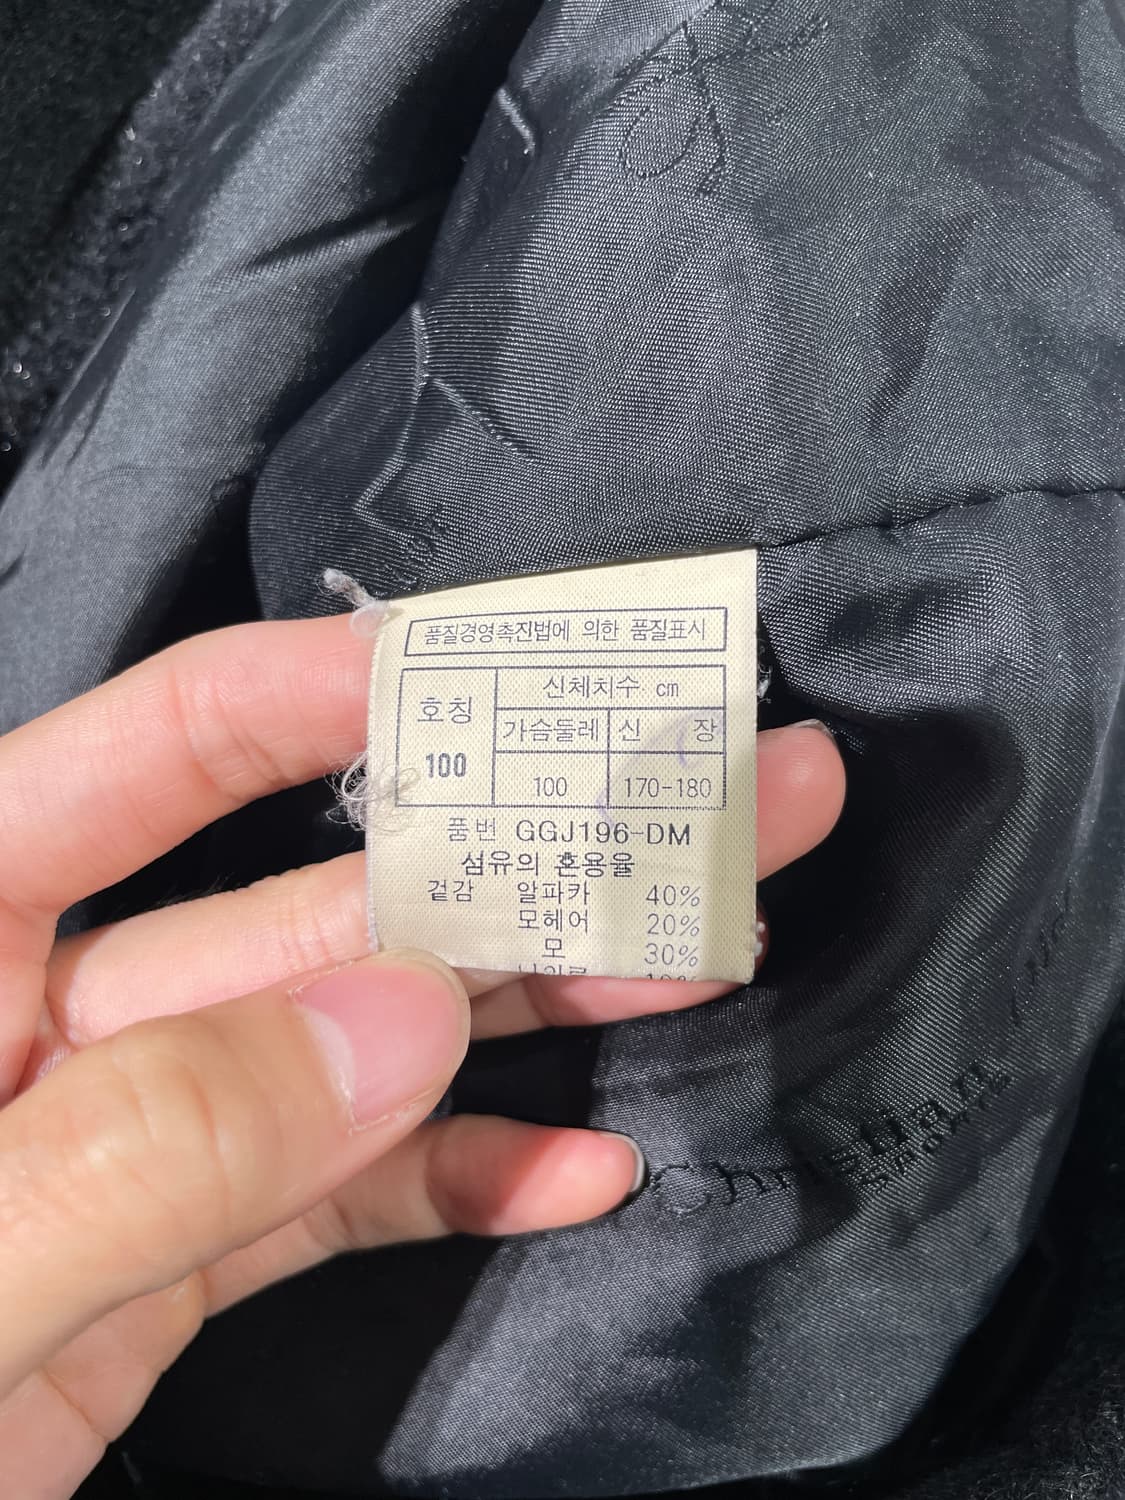 품질경영촉진법에 의한 품질표시
호칭
100
신체치수 cm
가슴둘레 신 장
100 170-180
품번 GGJ196-DM
섬유의 혼용율
겉감 알파카 40%
모헤어 20%
모 30%
Christian